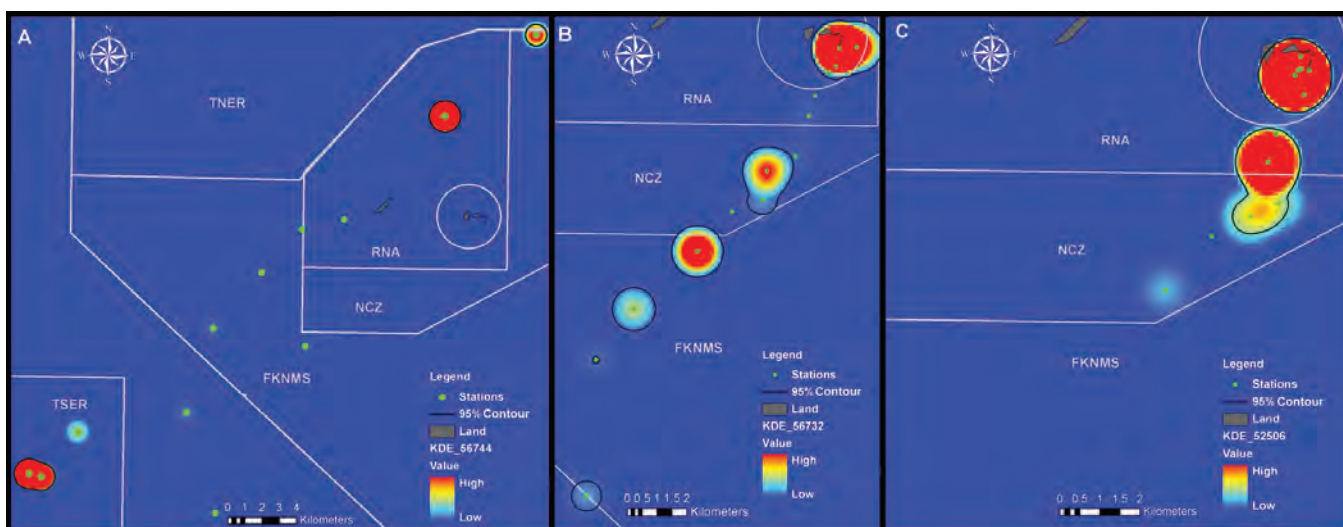 A
N
W E
S
TNER
RNA
NCZ
FKNMS
TSER
Legend
Stations
95% Contour
Land
KDE_56744
Value
High
Low
0 1 2 3 4
Kilometers
B
N
W E
S
RNA
NCZ
FKNMS
Legend
Stations
95% Contour
Land
KDE_56732
Value
High
Low
0 0.5 1 1.5 2
Kilometers
C
N
W E
S
RNA
NCZ
FKNMS
Legend
Stations
95% Contour
Land
KDE_52506
Value
High
Low
0 0.5 1 1.5 2
Kilometers